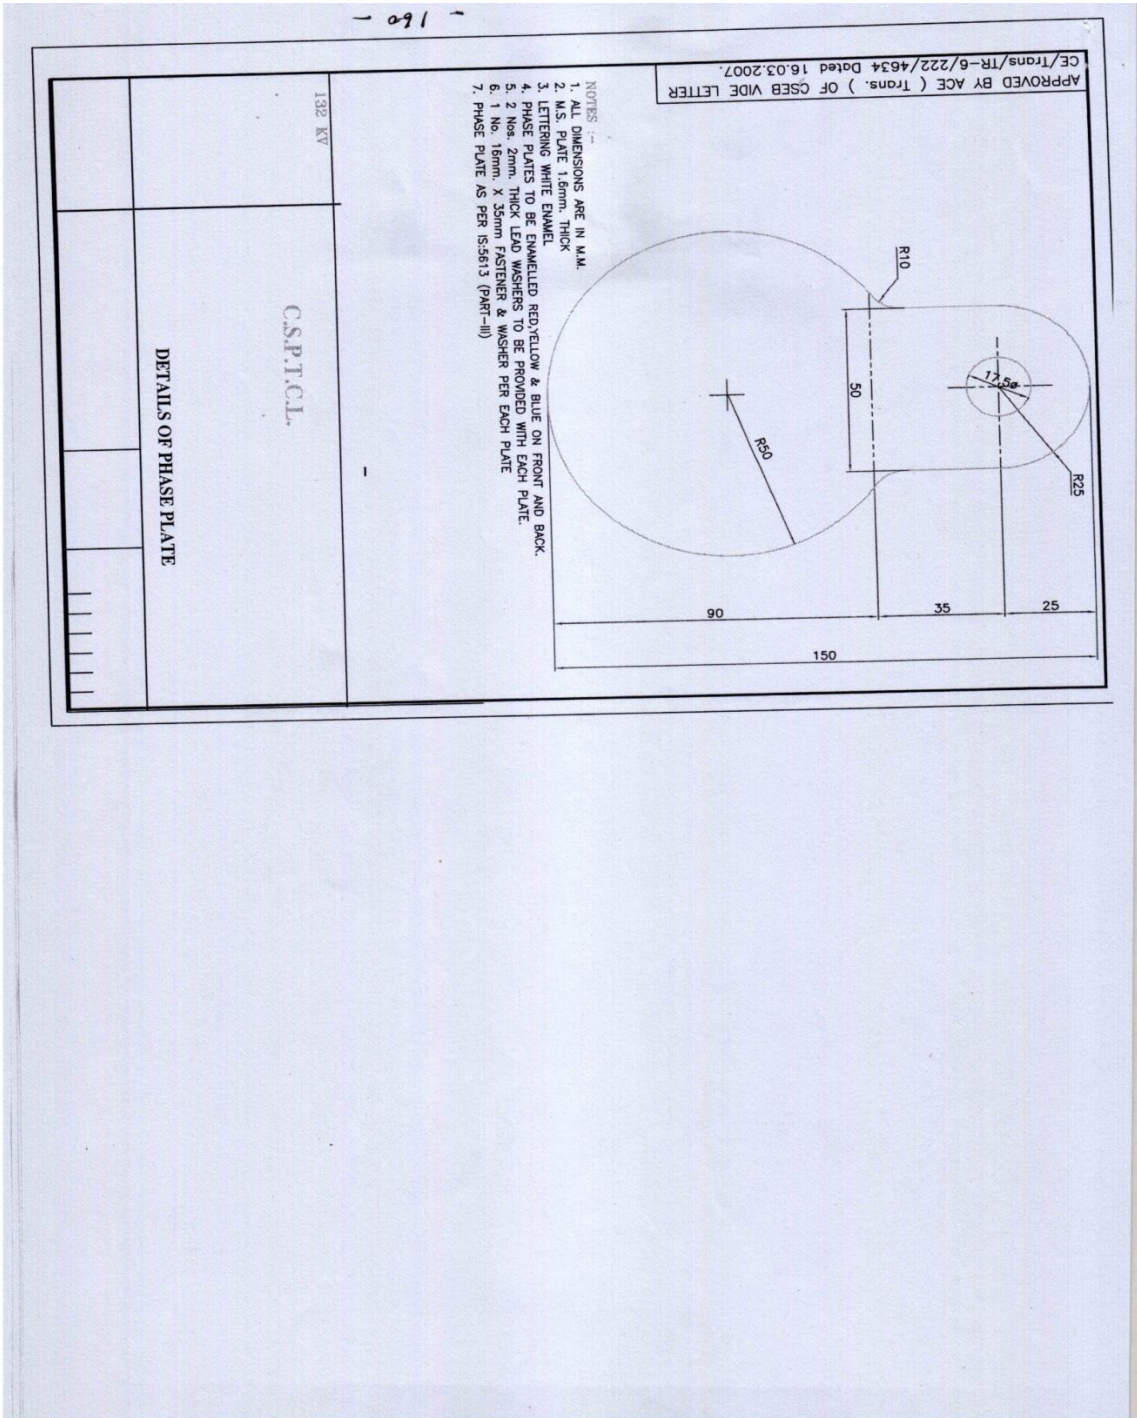 - 160 -
APPROVED BY ACE ( Trans. ) OF CSEB VIDE LETTER
CE/Trans/TR-6/222/4634 Dated 16.03.2007.
R10
17.5ø
R25
50
R50
25
35
90
150
NOTES :-
1. ALL DIMENSIONS ARE IN M.M.
2. M.S. PLATE 1.6mm. THICK
3. LETTERING WHITE ENAMEL
4. PHASE PLATES TO BE ENAMELLED RED,YELLOW & BLUE ON FRONT AND BACK.
5. 2 Nos. 2mm. THICK LEAD WASHERS TO BE PROVIDED WITH EACH PLATE.
6. 1 No. 16mm. X 35mm FASTENER & WASHER PER EACH PLATE
7. PHASE PLATE AS PER IS:5613 (PART-III)
-
132 KV
C.S.P.T.C.L.
DETAILS OF PHASE PLATE